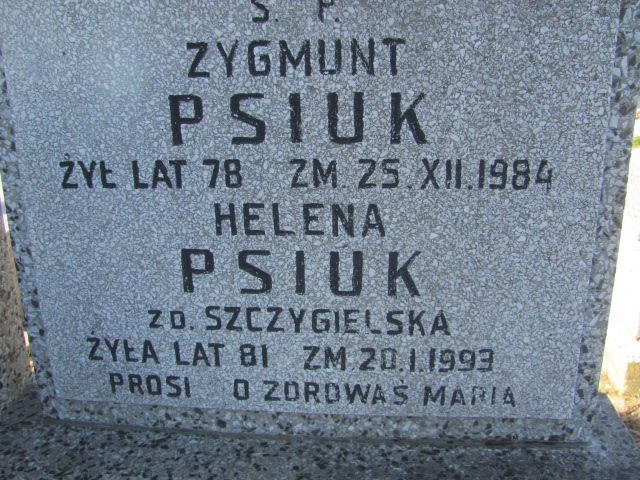 Ś. P.
ZYGMUNT
PSIUK
ŻYŁ LAT 78 ZM. 25. XII. 1984
HELENA
PSIUK
ZD. SZCZYGIELSKA
ŻYŁA LAT 81 ZM. 20.I.1993
PROSI O ZDROWAŚ MARIA